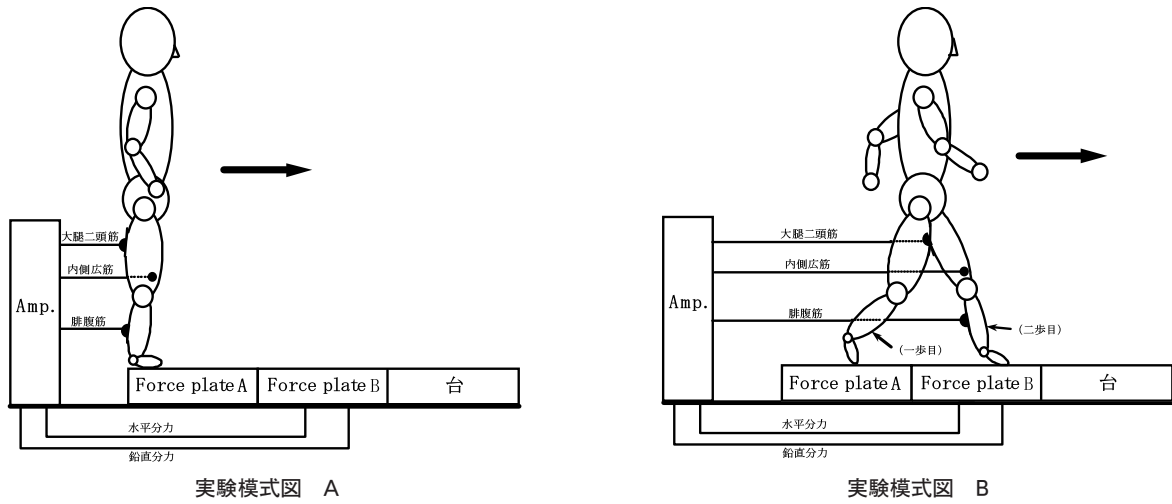 大腿二頭筋
内側広筋
Amp.
腓腹筋
Force plate A
Force plate B
台
水平分力
鉛直分力
実験模式図 A
大腿二頭筋
内側広筋
Amp.
腓腹筋
(二歩目)
(一歩目)
Force plate A
Force plate B
台
水平分力
鉛直分力
実験模式図 B